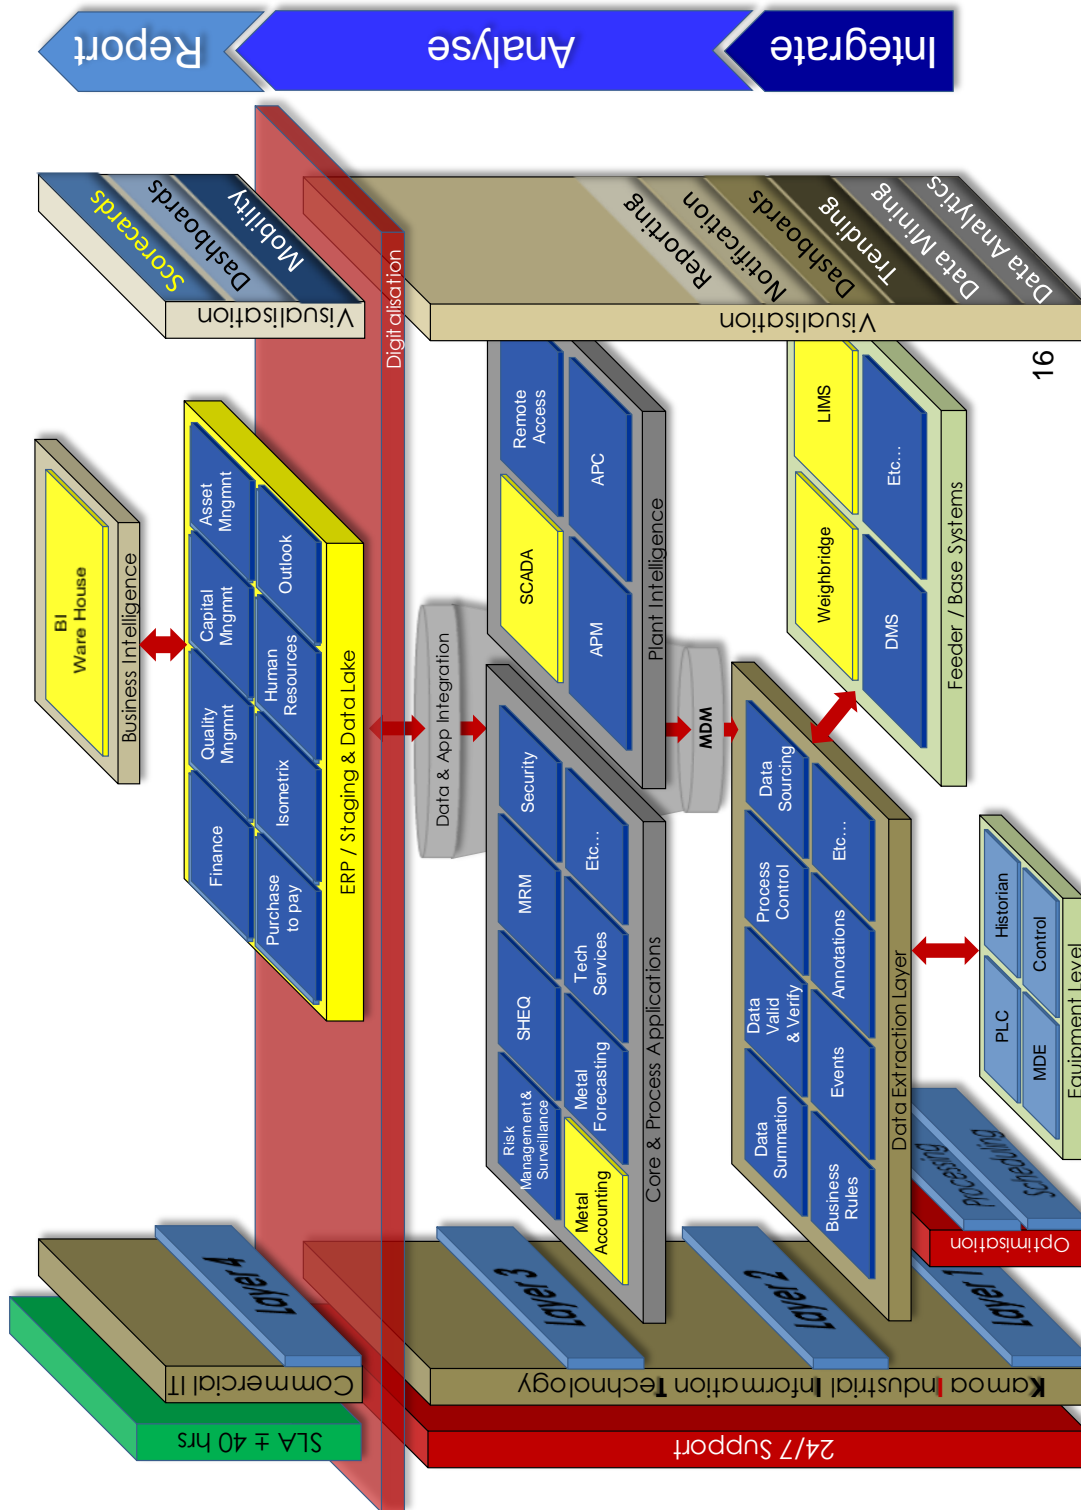 Report
Analyse
Integrate
Scorecards
Dashboards
Mobility
Visualisation
Digitalisation
Reporting
Notification
Dashboards
Trending
Data Mining
Data Analytics
Visualisation
BI
Ware House
Business Intelligence
Finance
Quality
Mngmnt
Capital
Mngmnt
Asset
Mngmnt
Purchase
to pay
Isometrix
Human
Resources
Outlook
ERP / Staging & Data Lake
Data & App Integration
Risk
Management &
Surveillance
SHEQ
MRM
Security
Metal
Accounting
Metal
Forecasting
Tech
Services
Etc...
Core & Process Applications
SCADA
Remote
Access
APM
APC
Plant Intelligence
MDM
Data
Summation
Data
Valid
& Verify
Process
Control
Data
Sourcing
Business
Rules
Events
Annotations
Etc...
Data Extraction Layer
Weighbridge
LIMS
DMS
Etc...
Feeder / Base Systems
PLC
Historian
MDE
Control
Equipment Level
Processing
Scheduling
Optimisation
Layer 4
Layer 3
Layer 2
Layer 1
Commercial IT
SLA ± 40 hrs
Kamoa Industrial Information Technology
24/7 Support
16